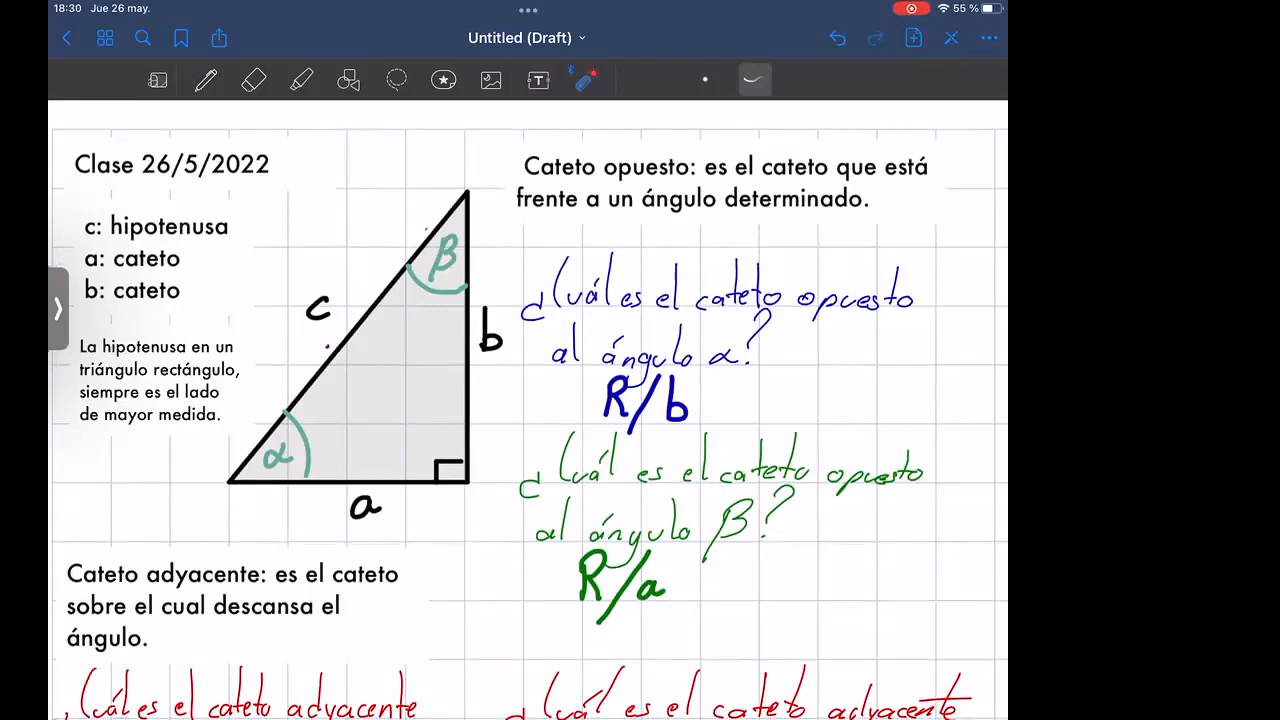 18:30 Jue 26 may.
55 %
Untitled (Draft)
Clase 26/5/2022
c: hipotenusa
a: cateto
b: cateto
La hipotenusa en un
triángulo rectángulo,
siempre es el lado
de mayor medida.
β
c
b
α
a
Cateto opuesto: es el cateto que está
frente a un ángulo determinado.
¿Cuál es el cateto opuesto
al ángulo α?
R/b
¿Cuál es el cateto opuesto
al ángulo β?
R/a
Cateto adyacente: es el cateto
sobre el cual descansa el
ángulo.
¿Cuál es el cateto adyacente
¿Cuál es el cateto adyacente